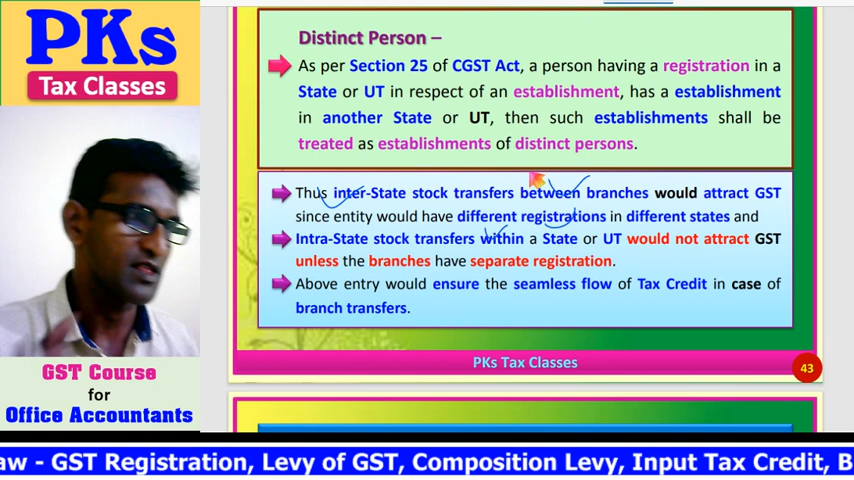 PKs
Tax Classes
GST Course
for
Office Accountants
Distinct Person –
As per Section 25 of CGST Act, a person having a registration in a
State or UT in respect of an establishment, has a establishment
in another State or UT, then such establishments shall be
treated as establishments of distinct persons.
Thus inter-State stock transfers between branches would attract GST
since entity would have different registrations in different states and
Intra-State stock transfers within a State or UT would not attract GST
unless the branches have separate registration.
Above entry would ensure the seamless flow of Tax Credit in case of
branch transfers.
PKs Tax Classes
43
aw - GST Registration, Levy of GST, Composition Levy, Input Tax Credit, B